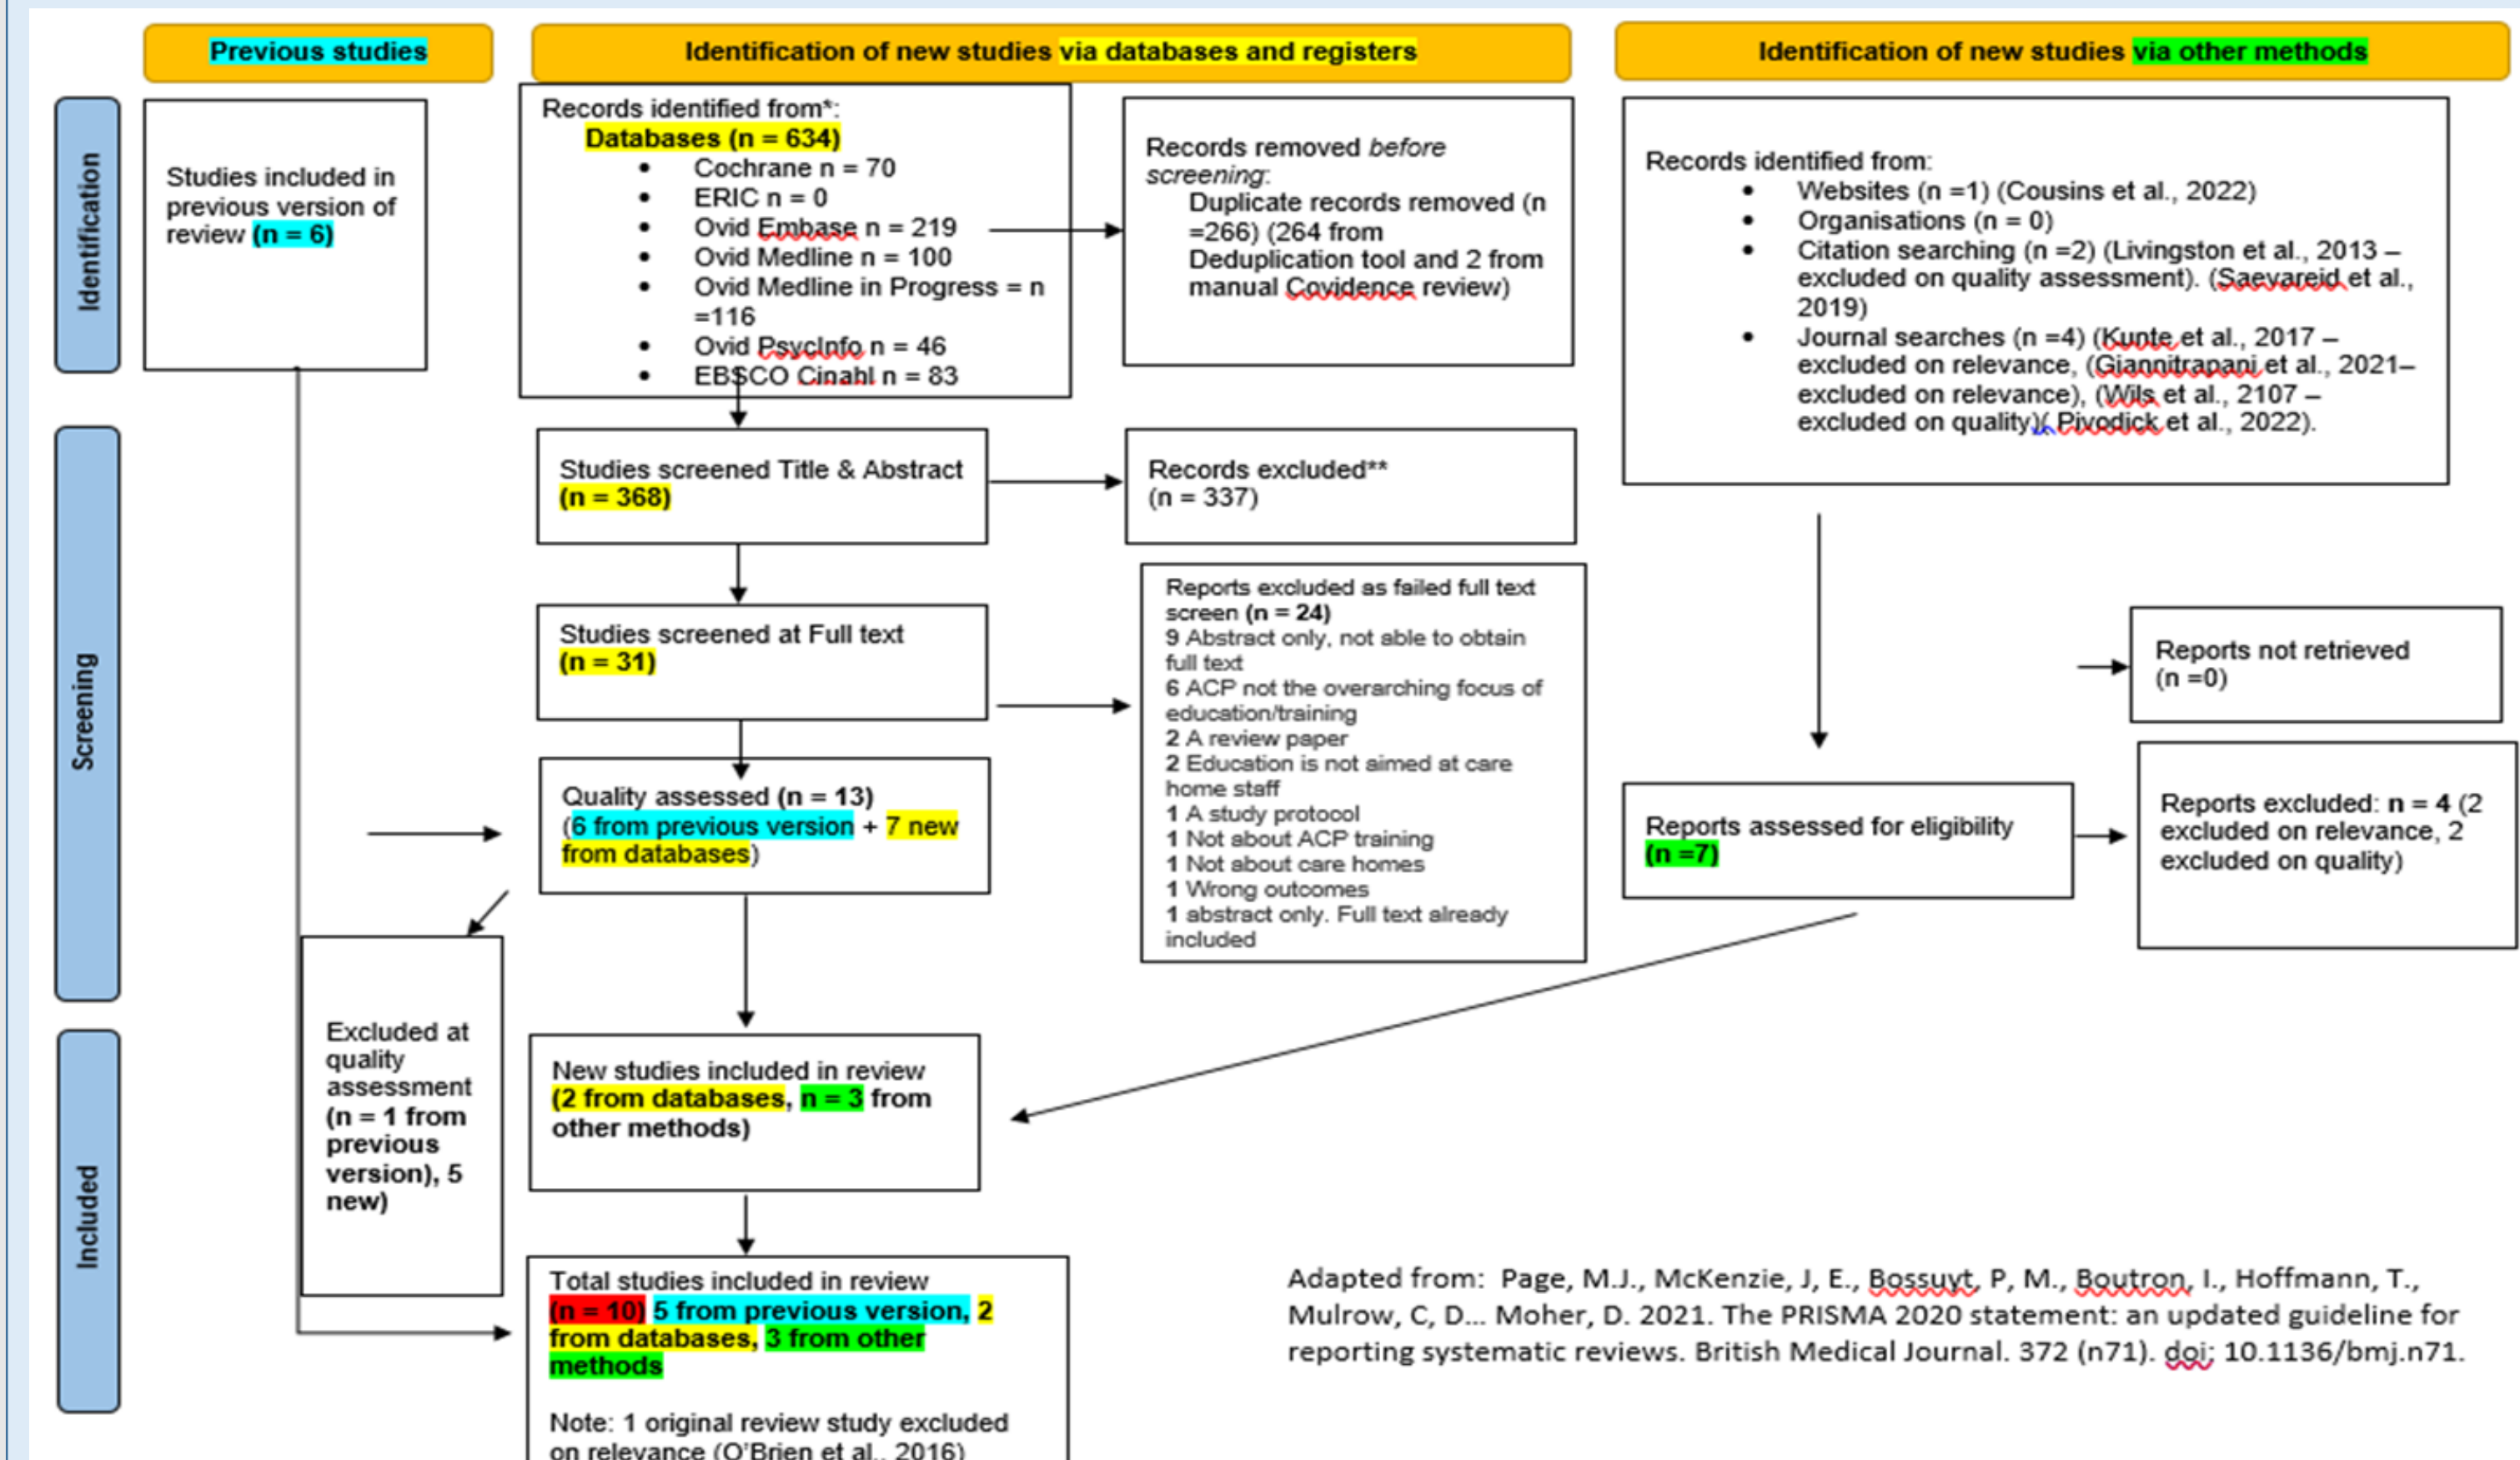 Previous studies
Identification of new studies via databases and registers
Identification of new studies via other methods
Identification
Studies included in
previous version of
review (n = 6)
Records identified from*:
Databases (n = 634)
• Cochrane n = 70
• ERIC n = 0
• Ovid Embase n = 219
• Ovid Medline n = 100
• Ovid Medline in Progress = n
=116
• Ovid PsycInfo n = 46
• EBSCO Cinahl n = 83
Records removed before
screening:
Duplicate records removed (n
=266) (264 from
Deduplication tool and 2 from
manual Covidence review)
Records identified from:
• Websites (n =1) (Cousins et al., 2022)
• Organisations (n = 0)
• Citation searching (n =2) (Livingston et al., 2013 –
excluded on quality assessment). (Saevareid et al.,
2019)
• Journal searches (n =4) (Kunte et al., 2017 –
excluded on relevance, (Giannitrapani et al., 2021–
excluded on relevance), (Wils et al., 2107 –
excluded on quality)( Pivodick et al., 2022).
Screening
Studies screened Title & Abstract
(n = 368)
Records excluded**
(n = 337)
Studies screened at Full text
(n = 31)
Reports excluded as failed full text
screen (n = 24)
9 Abstract only, not able to obtain
full text
6 ACP not the overarching focus of
education/training
2 A review paper
2 Education is not aimed at care
home staff
1 A study protocol
1 Not about ACP training
1 Not about care homes
1 Wrong outcomes
1 abstract only. Full text already
included
Reports not retrieved
(n =0)
Quality assessed (n = 13)
(6 from previous version + 7 new
from databases)
Reports assessed for eligibility
(n =7)
Reports excluded: n = 4 (2
excluded on relevance, 2
excluded on quality)
Included
Excluded at
quality
assessment
(n = 1 from
previous
version), 5
new)
New studies included in review
(2 from databases, n = 3 from
other methods)
Total studies included in review
(n = 10) 5 from previous version, 2
from databases, 3 from other
methods
Note: 1 original review study excluded
on relevance (O'Brien et al., 2016)
Adapted from: Page, M.J., McKenzie, J, E., Bossuyt, P, M., Boutron, I., Hoffmann, T.,
Mulrow, C, D... Moher, D. 2021. The PRISMA 2020 statement: an updated guideline for
reporting systematic reviews. British Medical Journal. 372 (n71). doi: 10.1136/bmj.n71.